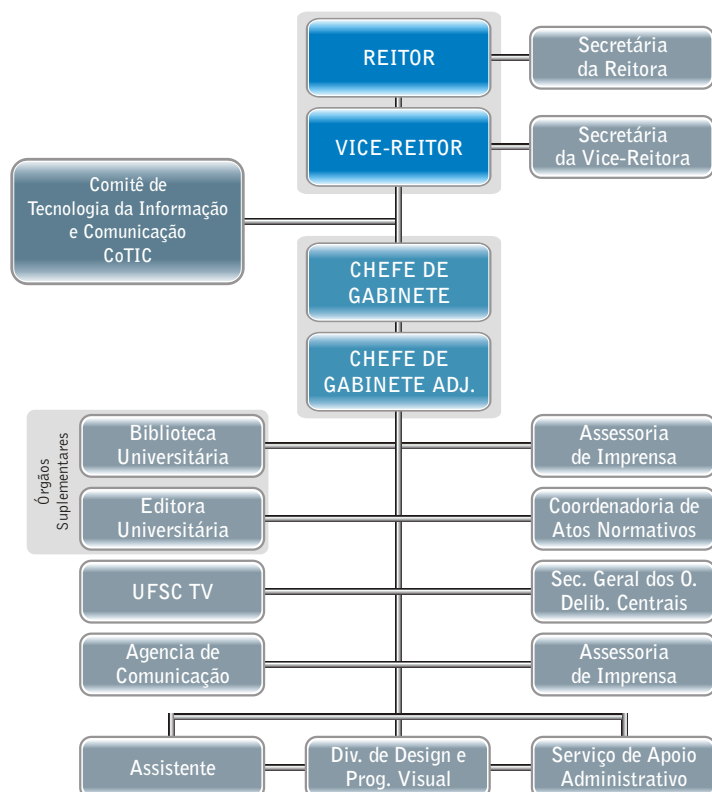 REITOR
Secretária
da Reitora
VICE-REITOR
Secretária
da Vice-Reitora
Comitê de
Tecnologia da Informação
e Comunicação
CoTIC
CHEFE DE
GABINETE
CHEFE DE
GABINETE ADJ.
Órgãos
Suplementares
Biblioteca
Universitária
Assessoria
de Imprensa
Editora
Universitária
Coordenadoria de
Atos Normativos
UFSC TV
Sec. Geral dos O.
Delib. Centrais
Agencia de
Comunicação
Assessoria
de Imprensa
Assistente
Div. de Design e
Prog. Visual
Serviço de Apoio
Administrativo